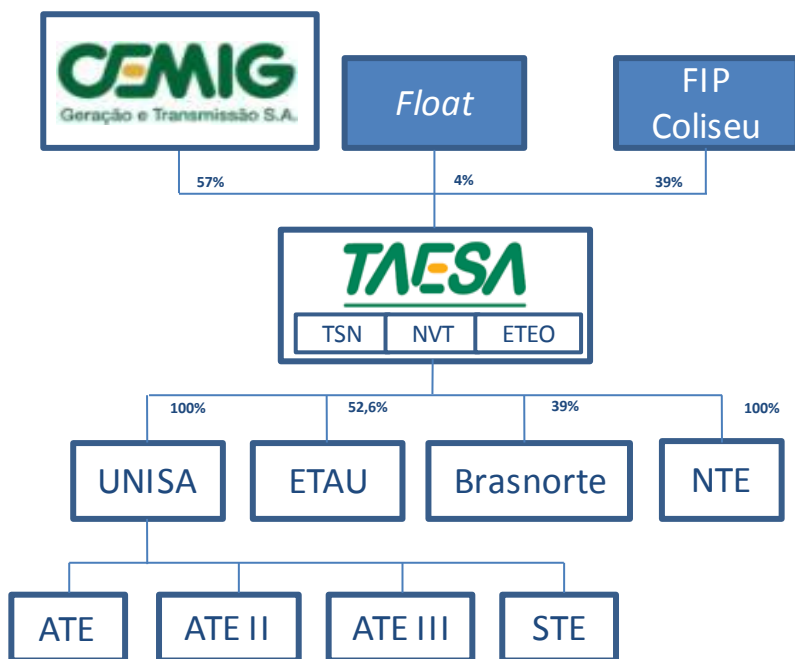 CEMIG
Geração e Transmissão S.A.
Float
FIP
Coliseu
57%
4%
39%
TAESA
TSN
NVT
ETEO
100%
52,6%
39%
100%
UNISA
ETAU
Brasnorte
NTE
ATE
ATE II
ATE III
STE